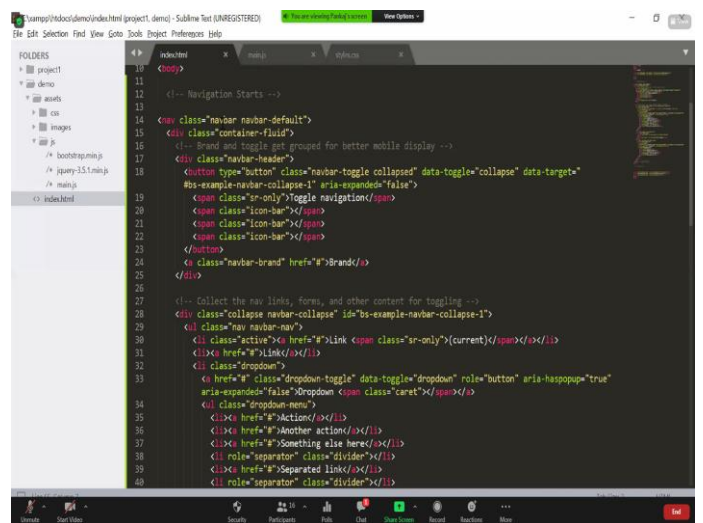 E:\xampp\htdocs\demo\index.html (project1, demo) - Sublime Text (UNREGISTERED)
You are viewing Pankaj's screen
View Options
File Edit Selection Find View Goto Tools Project Preferences Help
FOLDERS
project1
demo
assets
css
images
js
/* bootstrap.min.js
/* jquery-3.5.1.min.js
/* main.js
<> index.html
index.html x main.js x styles.css x
10 <body>
11
12 <!-- Navigation Starts -->
13
14 <nav class="navbar navbar-default">
15 <div class="container-fluid">
16 <!-- Brand and toggle get grouped for better mobile display -->
17 <div class="navbar-header">
18 <button type="button" class="navbar-toggle collapsed" data-toggle="collapse" data-target="
#bs-example-navbar-collapse-1" aria-expanded="false">
19 <span class="sr-only">Toggle navigation</span>
20 <span class="icon-bar"></span>
21 <span class="icon-bar"></span>
22 <span class="icon-bar"></span>
23 </button>
24 <a class="navbar-brand" href="#">Brand</a>
25 </div>
26
27 <!-- Collect the nav links, forms, and other content for toggling -->
28 <div class="collapse navbar-collapse" id="bs-example-navbar-collapse-1">
29 <ul class="nav navbar-nav">
30 <li class="active"><a href="#">Link <span class="sr-only">(current)</span></a></li>
31 <li><a href="#">Link</a></li>
32 <li class="dropdown">
33 <a href="#" class="dropdown-toggle" data-toggle="dropdown" role="button" aria-haspopup="true"
aria-expanded="false">Dropdown <span class="caret"></span></a>
34 <ul class="dropdown-menu">
35 <li><a href="#">Action</a></li>
36 <li><a href="#">Another action</a></li>
37 <li><a href="#">Something else here</a></li>
38 <li role="separator" class="divider"></li>
39 <li><a href="#">Separated link</a></li>
40 <li role="separator" class="divider"></li>
Unmute Start Video Security Participants 16 Polls Chat Share Screen Record Reactions More End